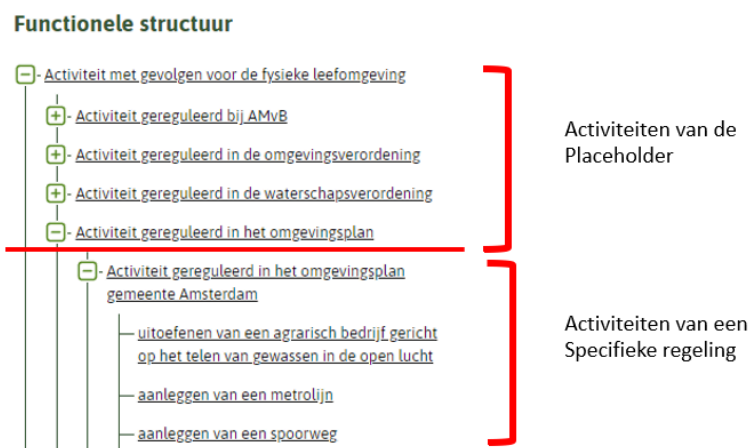 Functionele structuur
Activiteit met gevolgen voor de fysieke leefomgeving
Activiteit gereguleerd bij AMvB
Activiteit gereguleerd in de omgevingsverordening
Activiteit gereguleerd in de waterschapsverordening
Activiteit gereguleerd in het omgevingsplan
Activiteiten van de
Placeholder
Activiteit gereguleerd in het omgevingsplan
gemeente Amsterdam
uitoefenen van een agrarisch bedrijf gericht
op het telen van gewassen in de open lucht
aanleggen van een metrolijn
aanleggen van een spoorweg
Activiteiten van een
Specifieke regeling